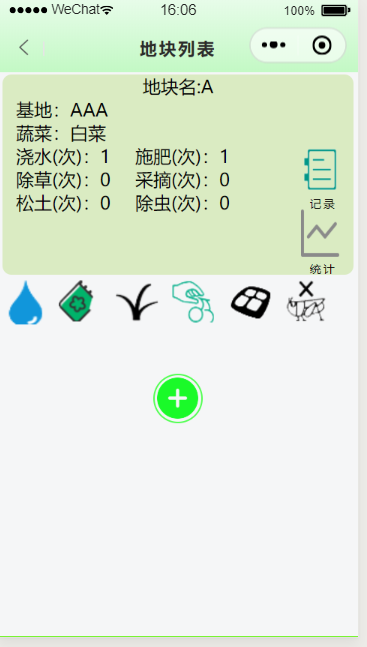 WeChat 16:06 100%
地块列表
地块名:A
基地：AAA
蔬菜：白菜
浇水(次)：1 施肥(次)：1
除草(次)：0 采摘(次)：0
松土(次)：0 除虫(次)：0
记录
统计